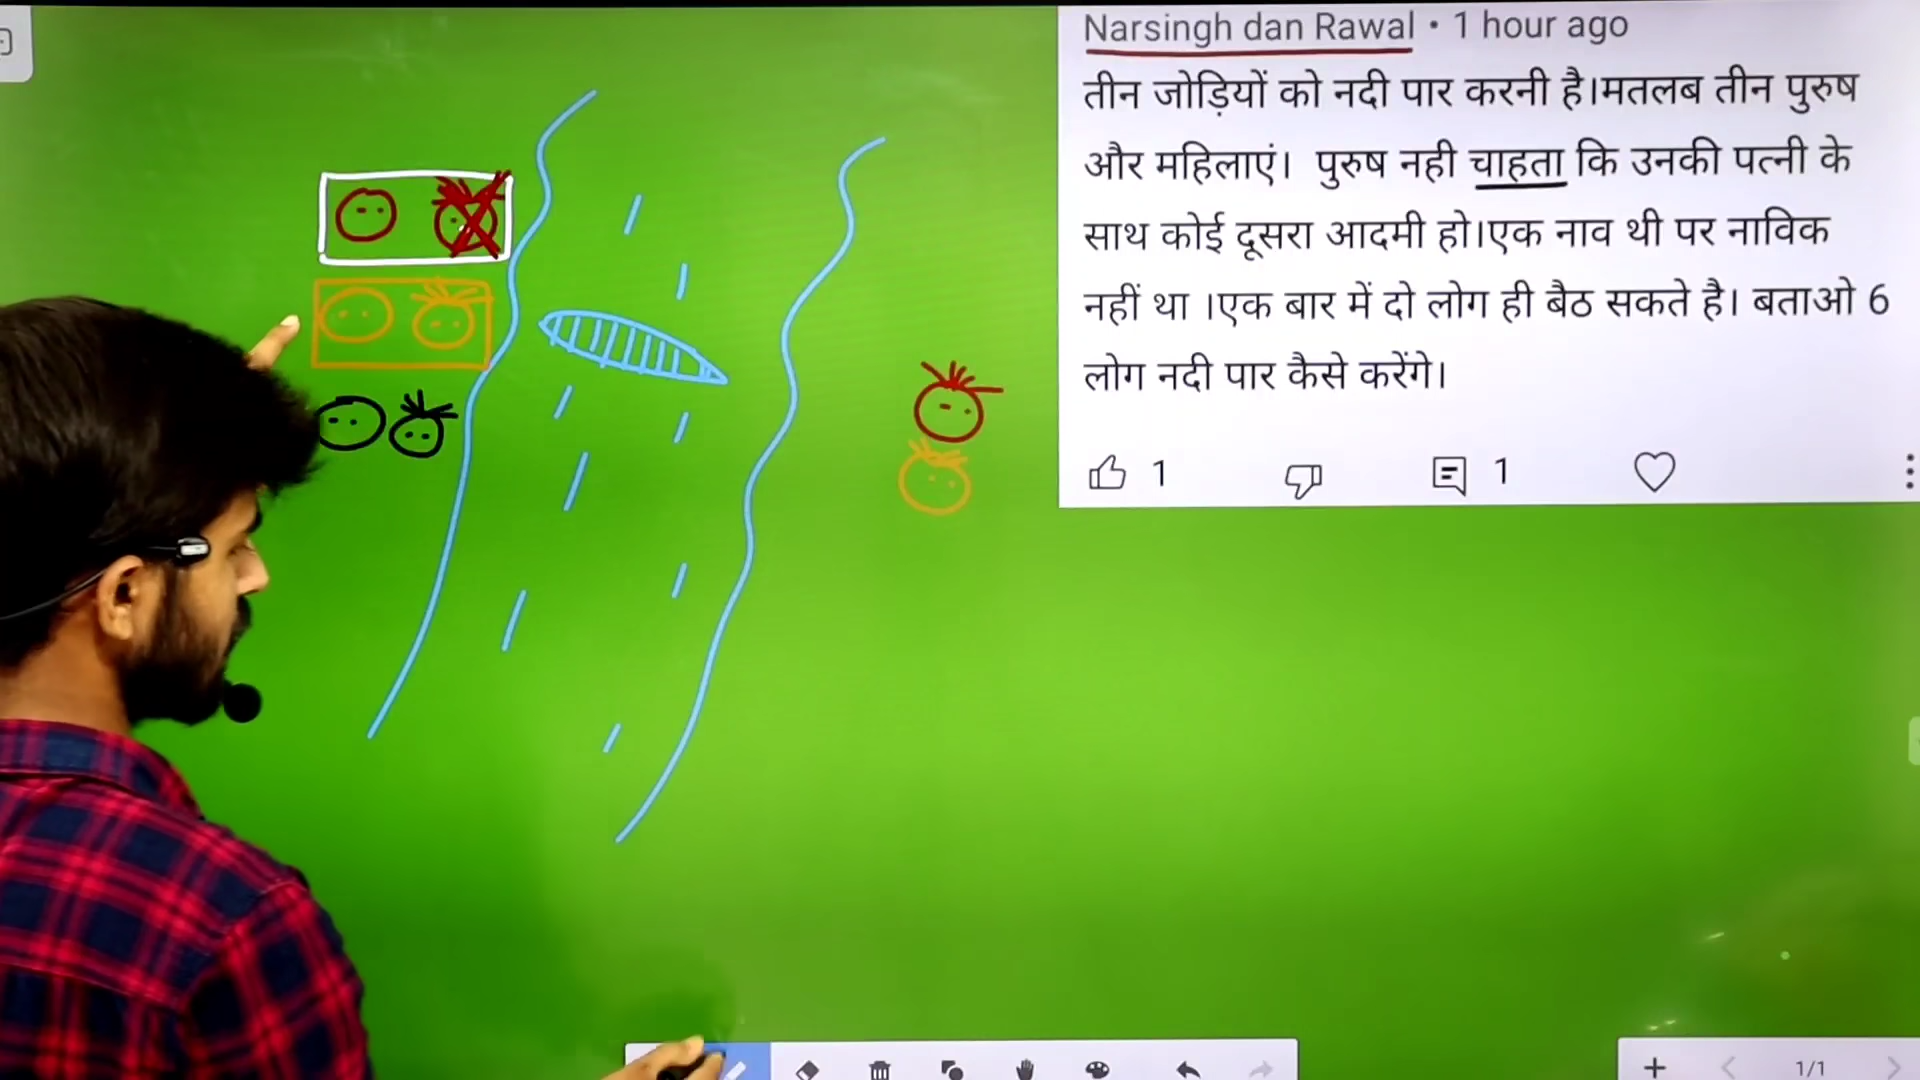 Narsingh dan Rawal • 1 hour ago
तीन जोड़ियों को नदी पार करनी है।मतलब तीन पुरुष
और महिलाएं। पुरुष नही चाहता कि उनकी पत्नी के
साथ कोई दूसरा आदमी हो।एक नाव थी पर नाविक
नहीं था ।एक बार में दो लोग ही बैठ सकते है। बताओ 6
लोग नदी पार कैसे करेंगे।
1 1
1/1